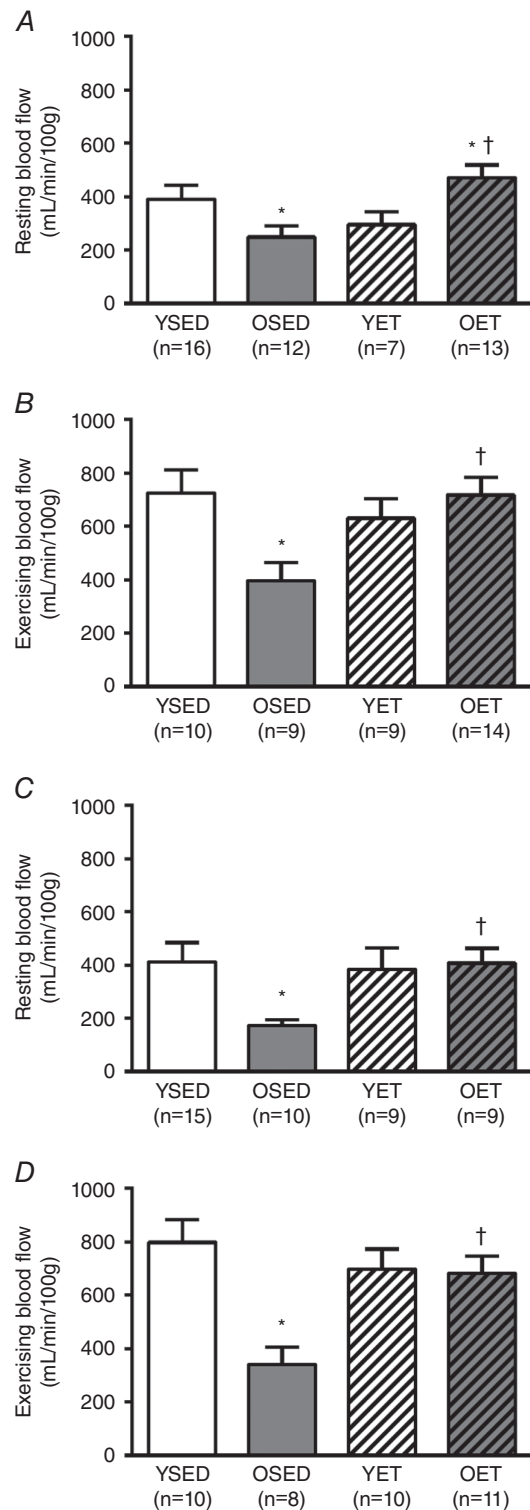 A
Resting blood flow
(mL/min/100g)
1000
800
600
400
200
0
*
* †
YSED OSED YET OET
(n=16) (n=12) (n=7) (n=13)
B
Exercising blood flow
(mL/min/100g)
1000
800
600
400
200
0
*
†
YSED OSED YET OET
(n=10) (n=9) (n=9) (n=14)
C
Resting blood flow
(mL/min/100g)
1000
800
600
400
200
0
*
†
YSED OSED YET OET
(n=15) (n=10) (n=9) (n=9)
D
Exercising blood flow
(mL/min/100g)
1000
800
600
400
200
0
*
†
YSED OSED YET OET
(n=10) (n=8) (n=10) (n=11)